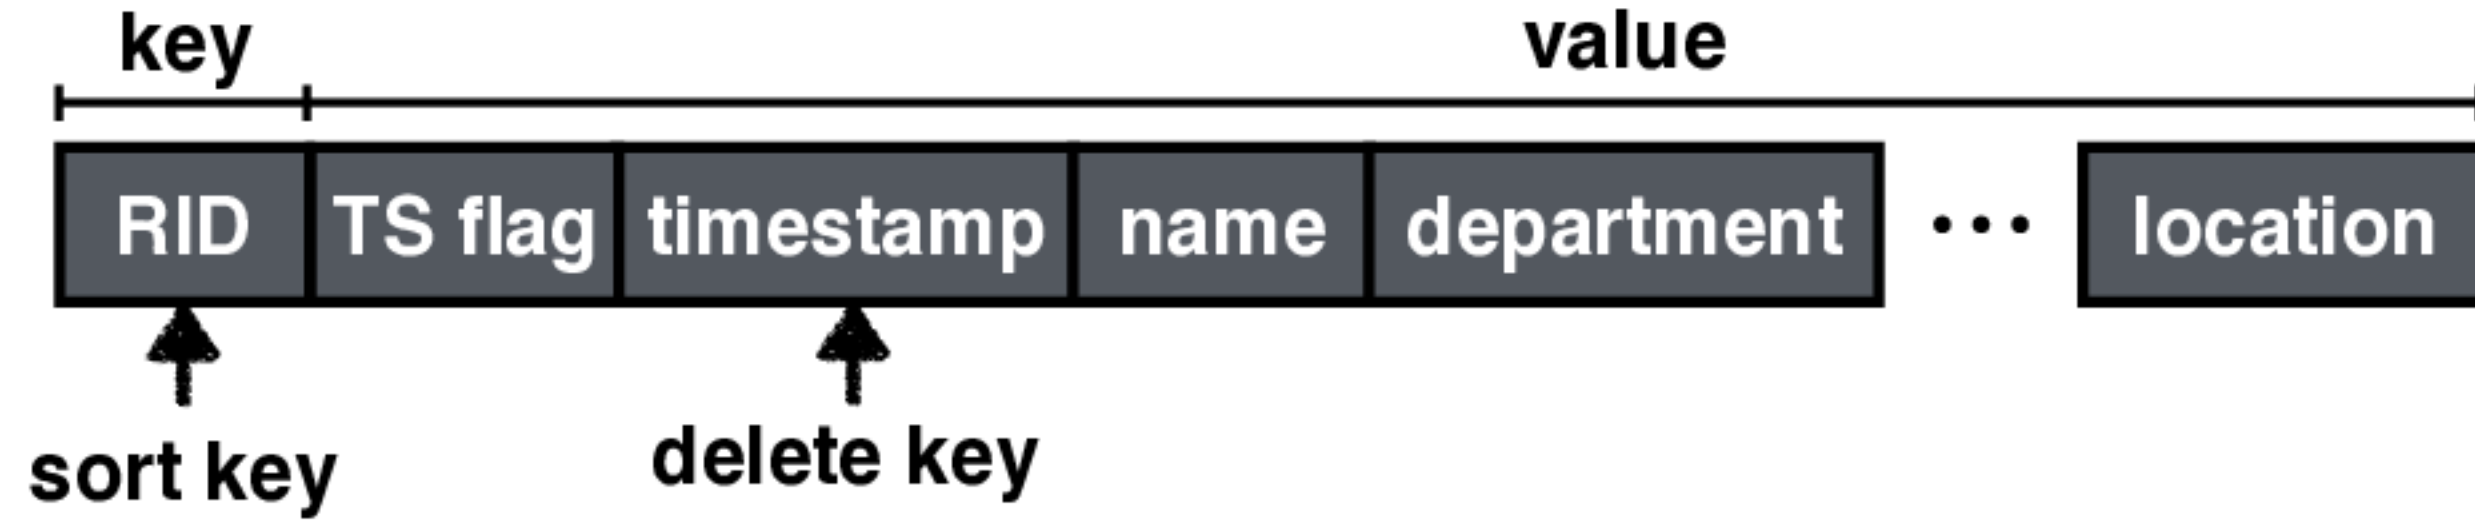 key value
RID TS flag timestamp name department ... location
sort key delete key